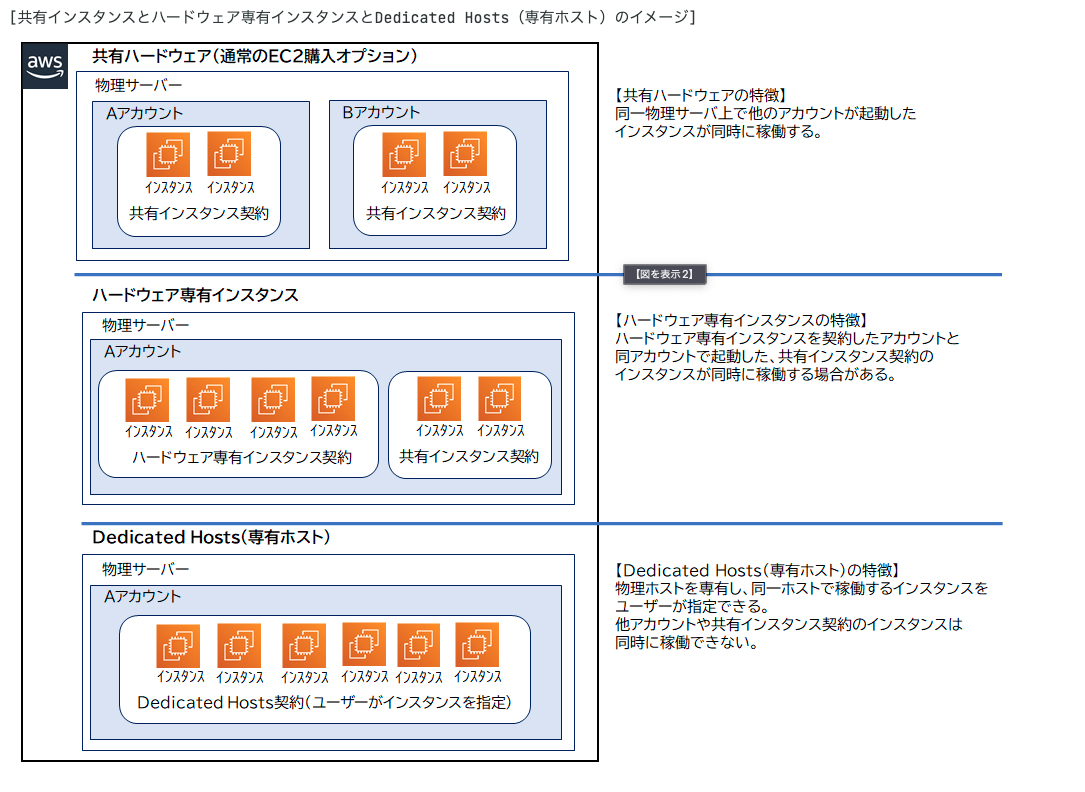 [共有インスタンスとハードウェア専有インスタンスとDedicated Hosts（専有ホスト）のイメージ]
aws
共有ハードウェア（通常のEC2購入オプション）
物理サーバー
Aアカウント
インスタンス インスタンス
共有インスタンス契約
Bアカウント
インスタンス インスタンス
共有インスタンス契約
【共有ハードウェアの特徴】
同一物理サーバ上で他のアカウントが起動した
インスタンスが同時に稼働する。
【図を表示2】
ハードウェア専有インスタンス
物理サーバー
Aアカウント
インスタンス インスタンス インスタンス インスタンス
ハードウェア専有インスタンス契約
インスタンス インスタンス
共有インスタンス契約
【ハードウェア専有インスタンスの特徴】
ハードウェア専有インスタンスを契約したアカウントと
同アカウントで起動した、共有インスタンス契約の
インスタンスが同時に稼働する場合がある。
Dedicated Hosts（専有ホスト）
物理サーバー
Aアカウント
インスタンス インスタンス インスタンス インスタンス インスタンス インスタンス
Dedicated Hosts契約（ユーザーがインスタンスを指定）
【Dedicated Hosts（専有ホスト）の特徴】
物理ホストを専有し、同一ホストで稼働するインスタンスを
ユーザーが指定できる。
他アカウントや共有インスタンス契約のインスタンスは
同時に稼働できない。